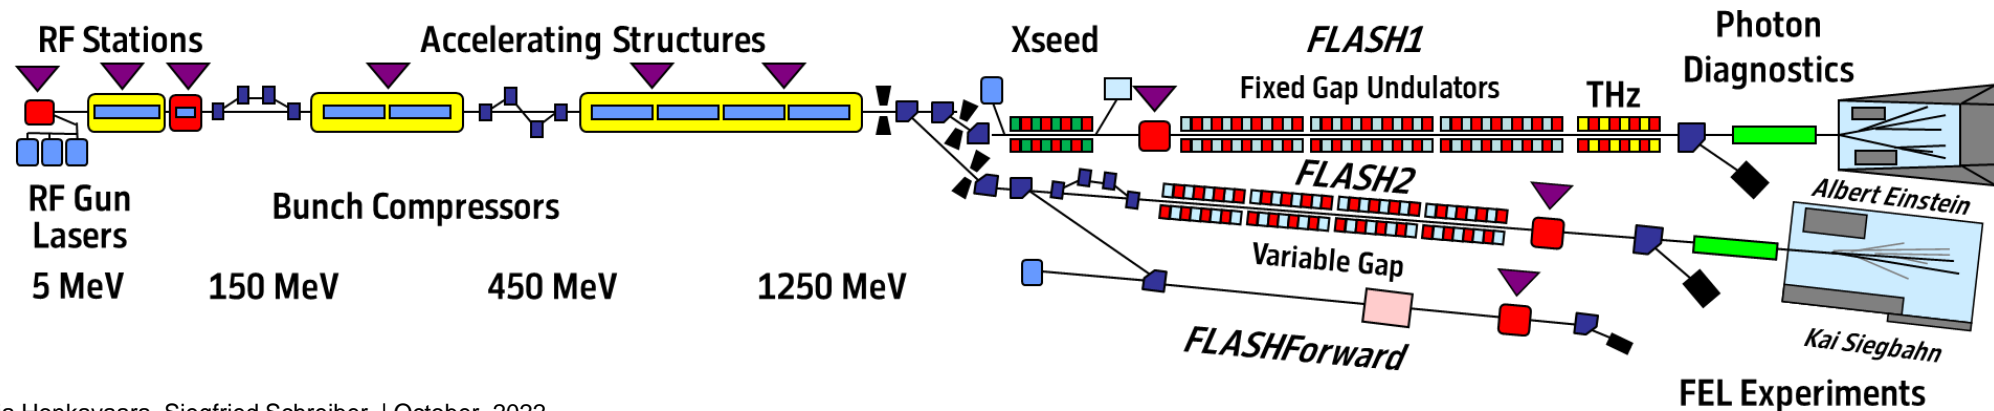 RF Stations
Accelerating Structures
Xseed
FLASH1
Photon
Diagnostics
Fixed Gap Undulators
THz
FLASH2
Albert Einstein
RF Gun
Lasers
Bunch Compressors
Variable Gap
5 MeV
150 MeV
450 MeV
1250 MeV
FLASHForward
Kai Siegbahn
FEL Experiments
Siegfried Schreiber | October, 2022